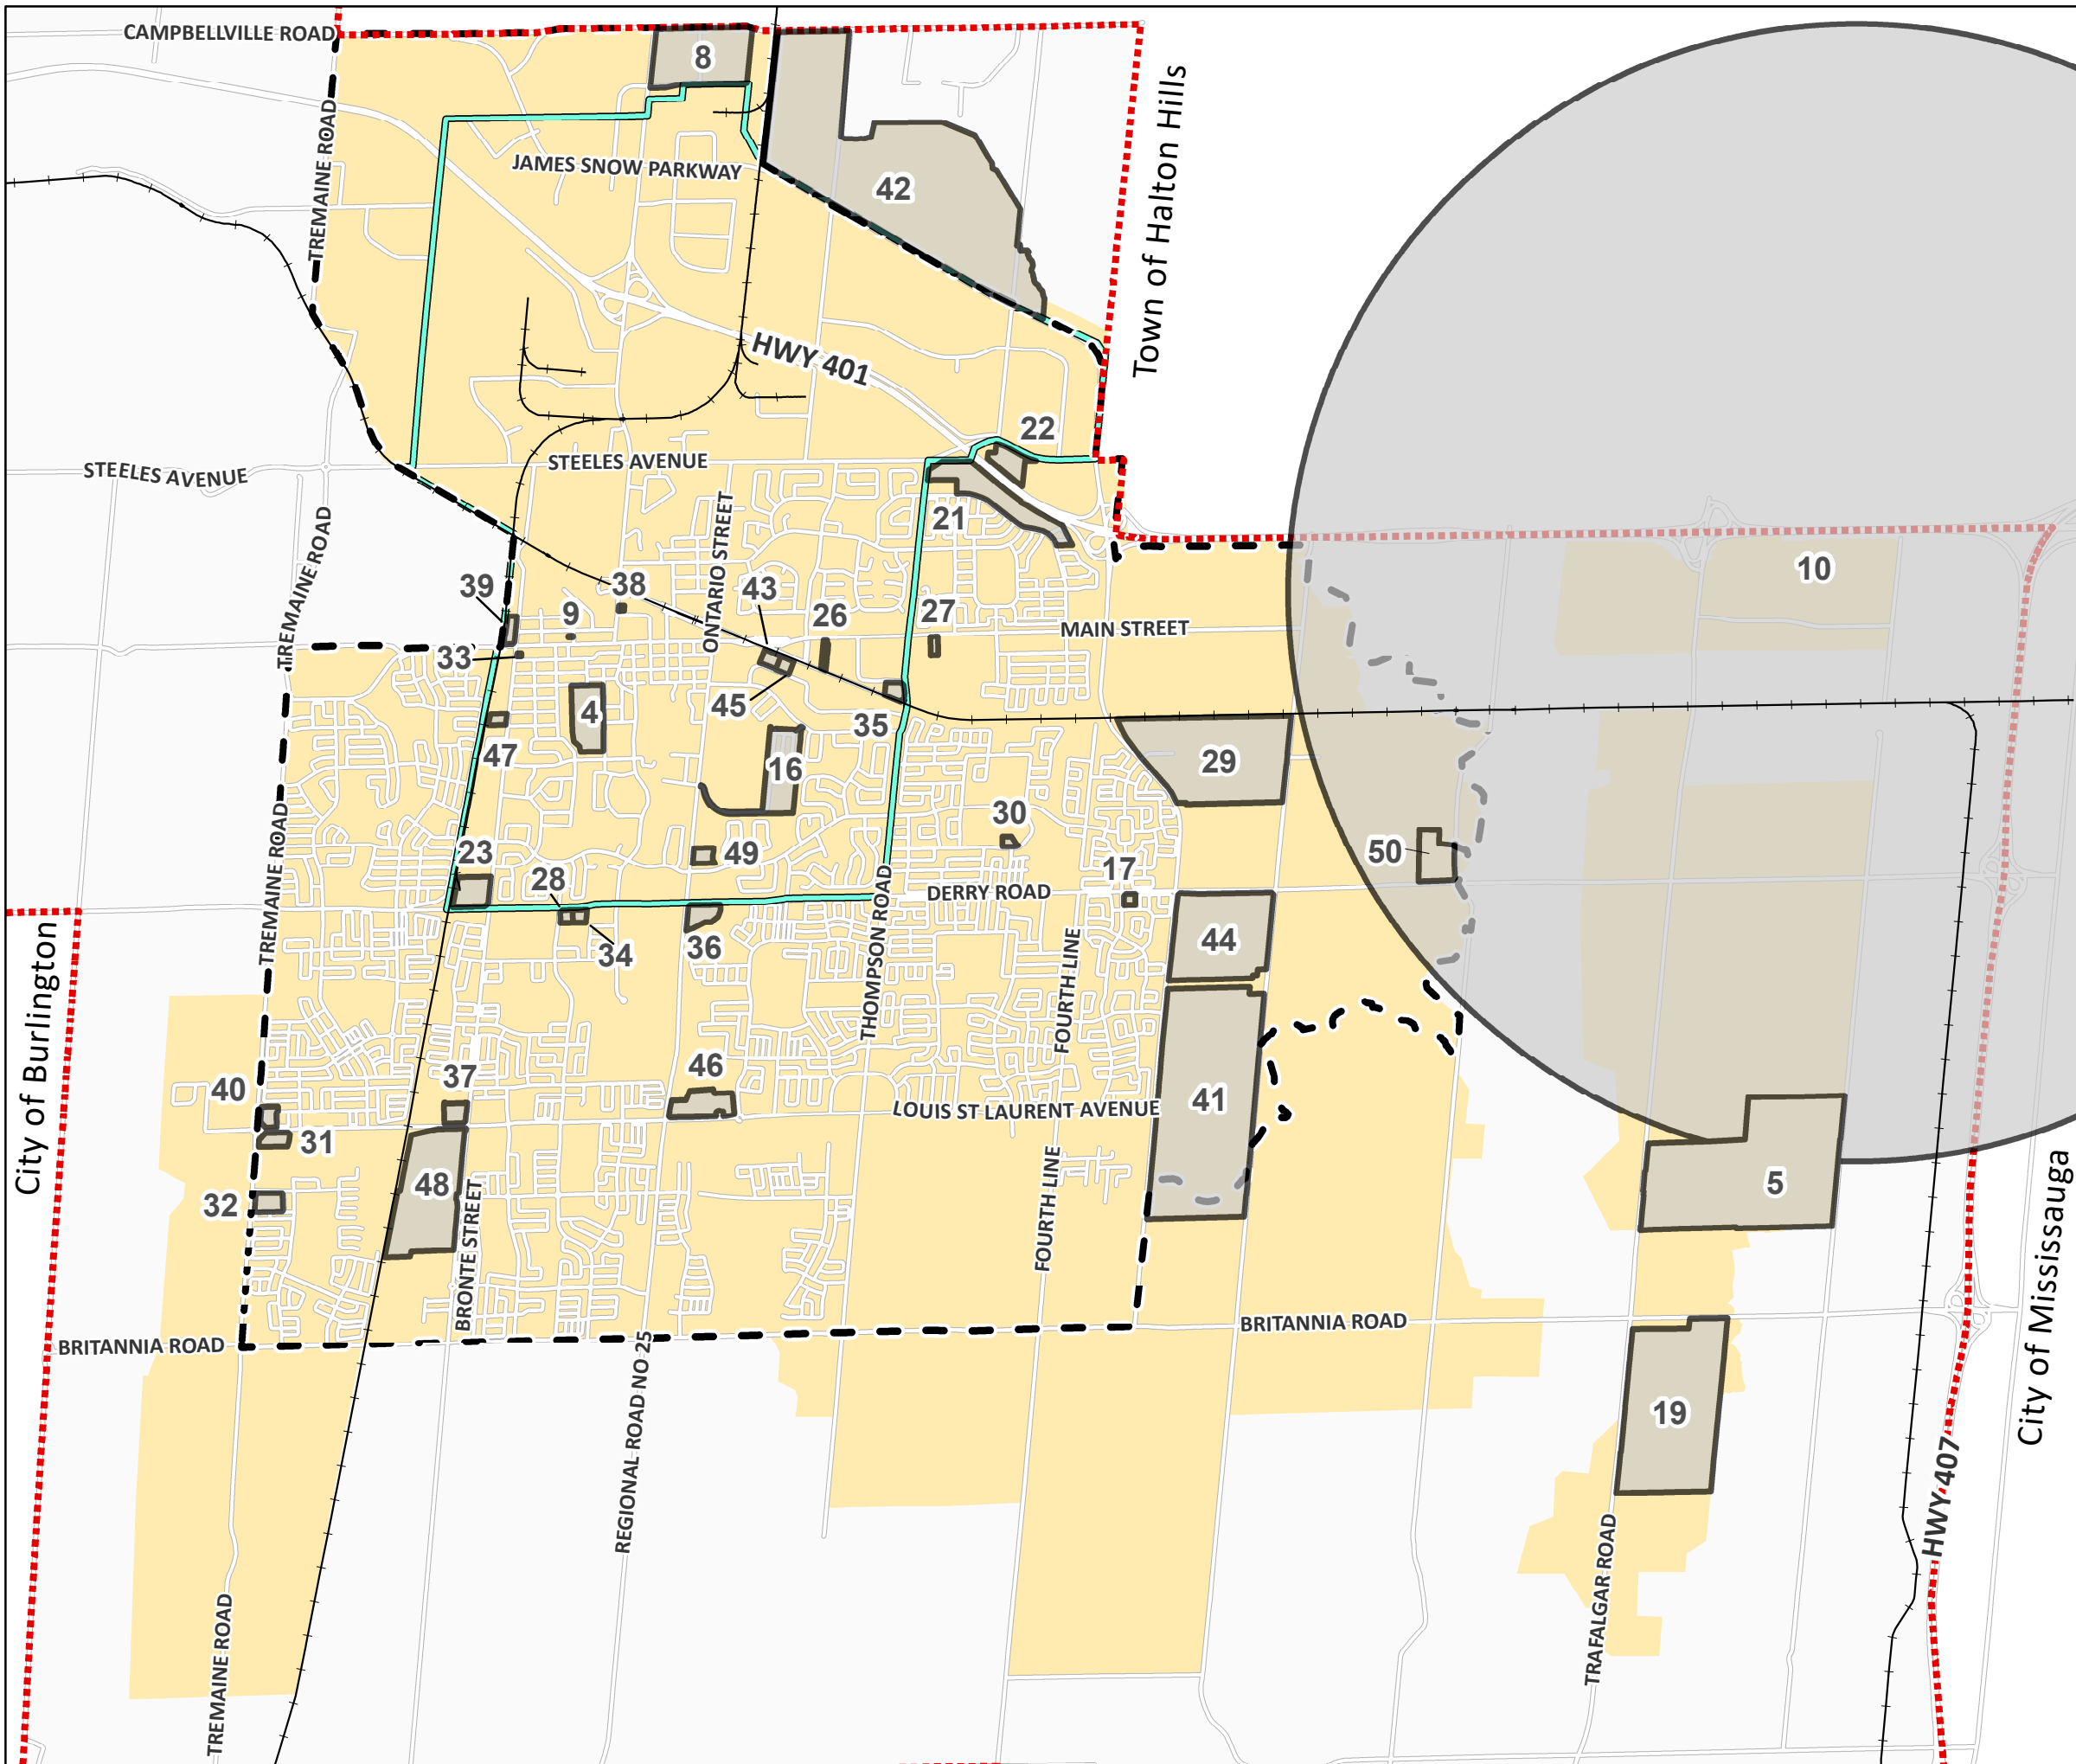 CAMPBELLVILLE ROAD
8
Town of Halton Hills
TREMAINE ROAD
JAMES SNOW PARKWAY
42
HWY 401
22
STEELES AVENUE
STEELES AVENUE
21
ONTARIO STREET
TREMAINE ROAD
10
39
38
43
9
26
27
MAIN STREET
33
45
4
35
47
16
29
30
TREMAINE ROAD
23
49
50
28
17
DERRY ROAD
THOMPSON ROAD
34
36
44
FOURTH LINE
City of Burlington
40
37
46
LOUIS ST LAURENT AVENUE
41
31
48
32
5
BRONTE STREET
FOURTH LINE
City of Mississauga
BRITANNIA ROAD
BRITANNIA ROAD
REGIONAL ROAD NO 25
19
HWY 407
TRAFALGAR ROAD
TREMAINE ROAD